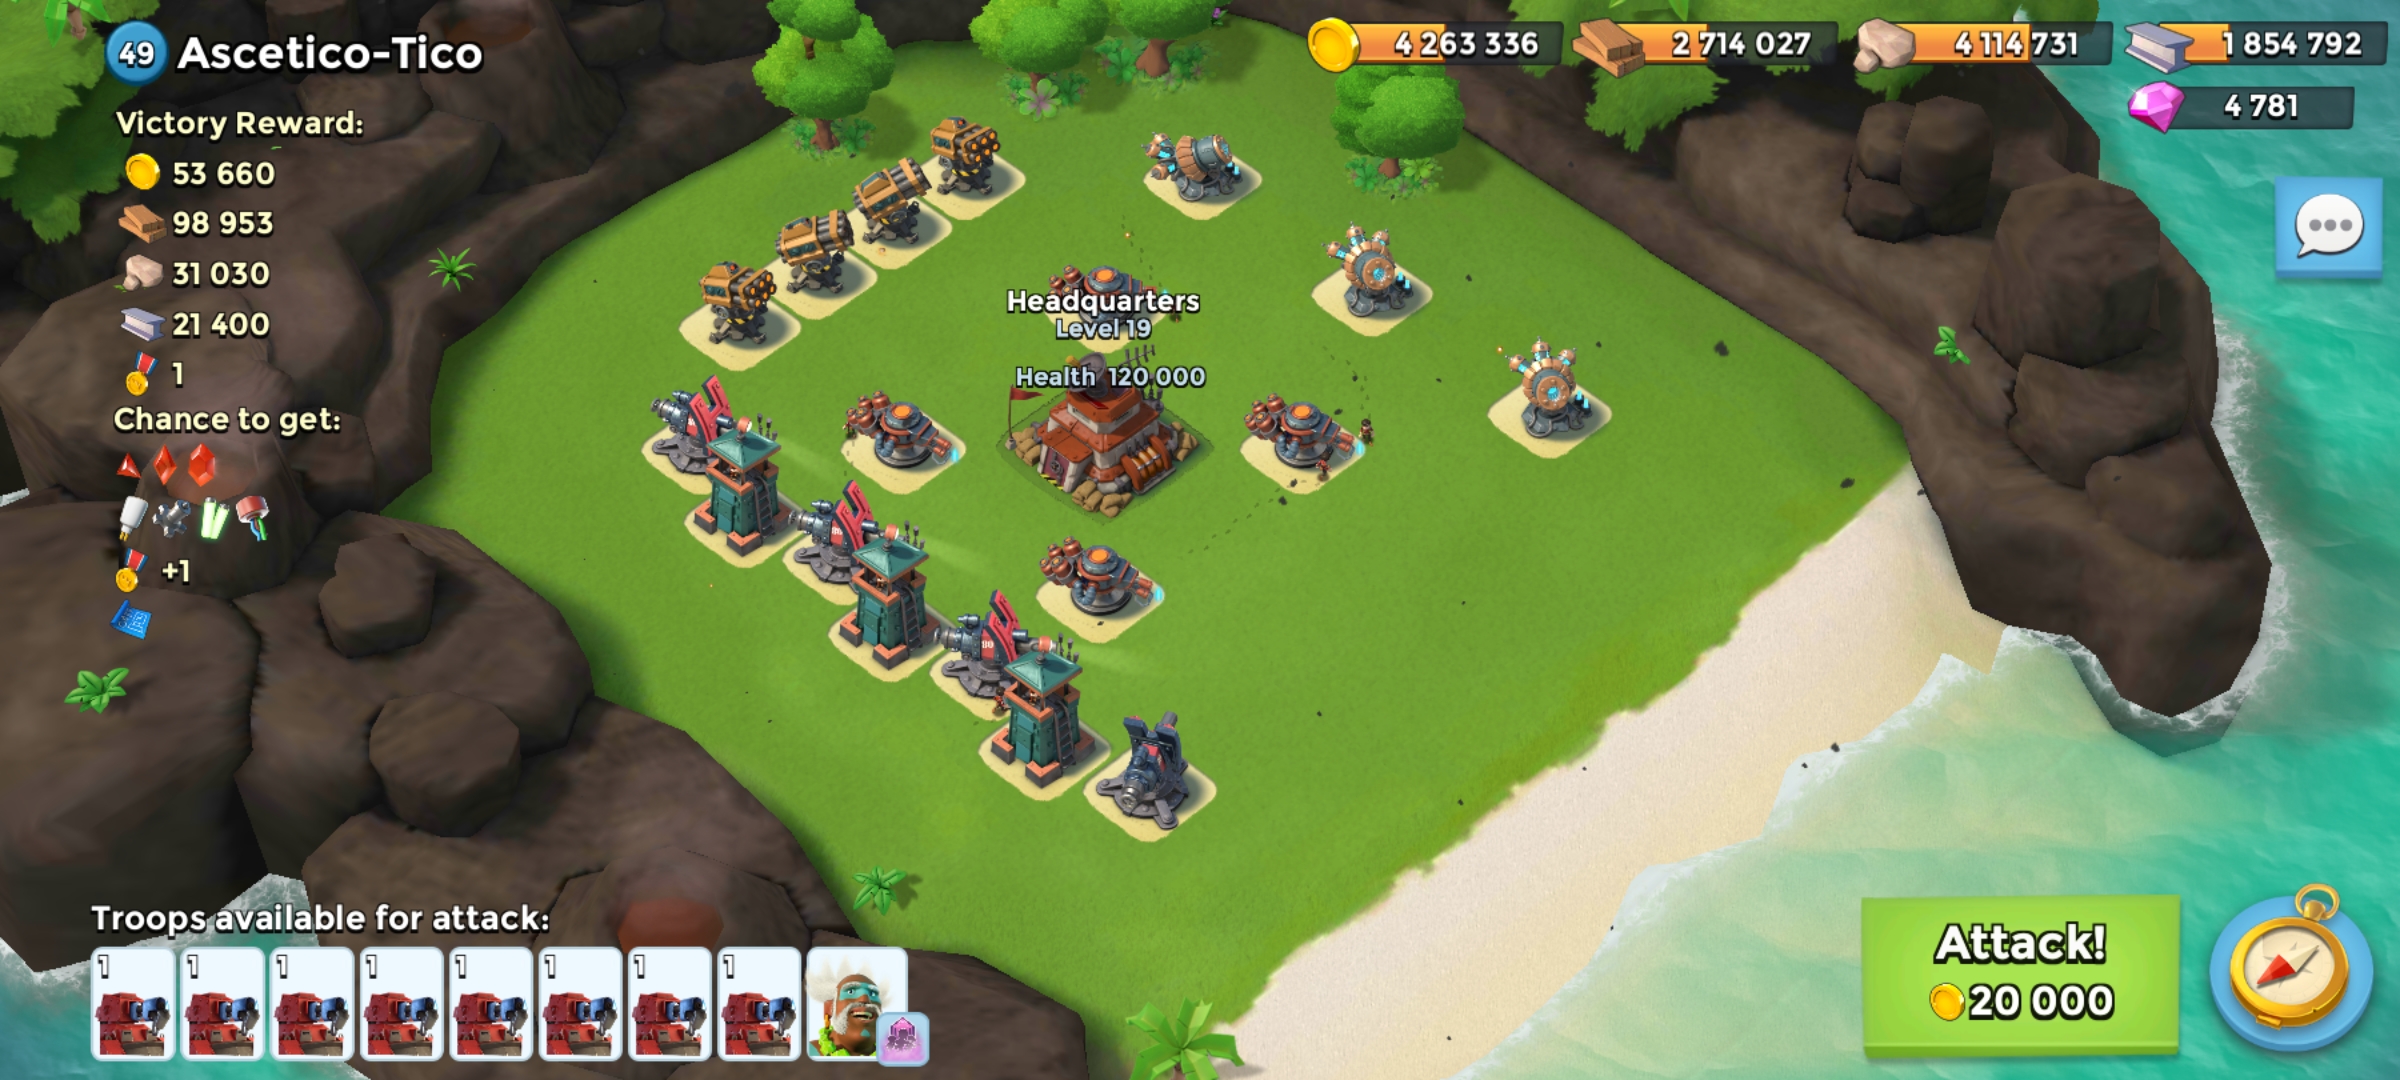 49 Ascetico-Tico
4 263 336
2 714 027
4 114 731
1 854 792
4 781
Victory Reward:
53 660
98 953
31 030
21 400
1
Chance to get:
+1
Headquarters
Level 19
Health 120 000
Troops available for attack:
1 1 1 1 1 1 1 1
Attack!
20 000